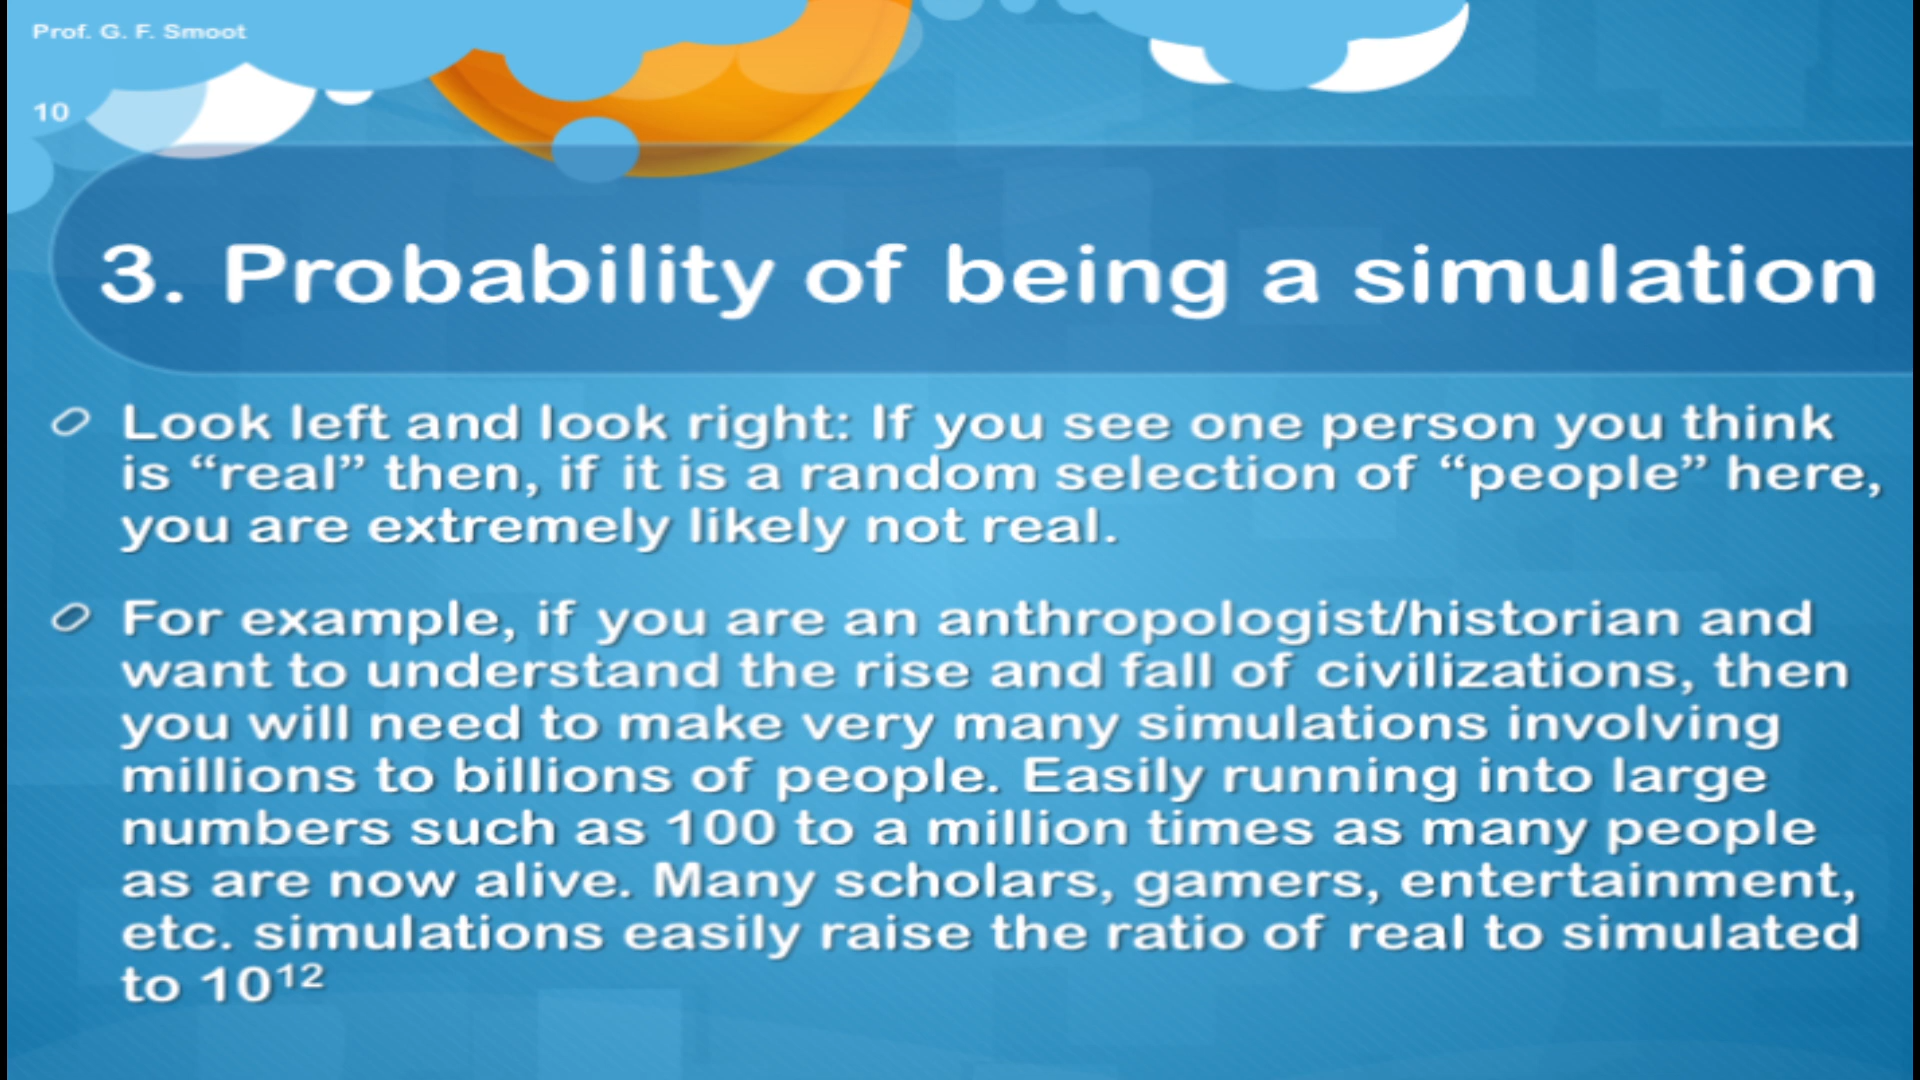 Prof. G. F. Smoot
10
3. Probability of being a simulation
Look left and look right: If you see one person you think
is “real” then, if it is a random selection of “people” here,
you are extremely likely not real.
For example, if you are an anthropologist/historian and
want to understand the rise and fall of civilizations, then
you will need to make very many simulations involving
millions to billions of people. Easily running into large
numbers such as 100 to a million times as many people
as are now alive. Many scholars, gamers, entertainment,
etc. simulations easily raise the ratio of real to simulated
to 10¹²